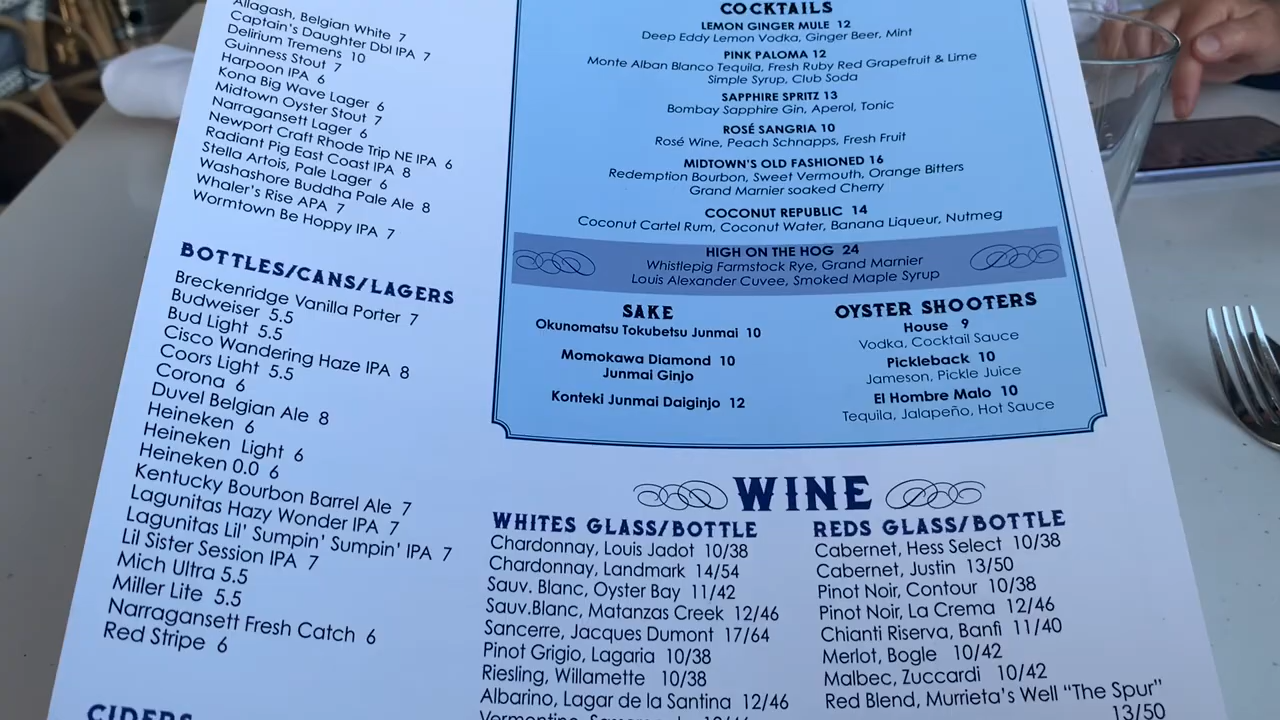 Allagash, Belgian White 7
Captain's Daughter Dbl IPA 7
Delirium Tremens 10
Guinness Stout 7
Harpoon IPA 6
Kona Big Wave Lager 6
Midtown Oyster Stout 7
Narragansett Lager 6
Newport Craft Rhode Trip NE IPA 6
Radiant Pig East Coast IPA 8
Stella Artois, Pale Lager 6
Washashore Buddha Pale Ale 8
Whaler's Rise APA 7
Wormtown Be Hoppy IPA 7
BOTTLES/CANS/LAGERS
Breckenridge Vanilla Porter 7
Budweiser 5.5
Bud Light 5.5
Cisco Wandering Haze IPA 8
Coors Light 5.5
Corona 6
Duvel Belgian Ale 8
Heineken 6
Heineken Light 6
Heineken 0.0 6
Kentucky Bourbon Barrel Ale 7
Lagunitas Hazy Wonder IPA 7
Lagunitas Lil' Sumpin' Sumpin' IPA 7
Lil Sister Session IPA 7
Mich Ultra 5.5
Miller Lite 5.5
Narragansett Fresh Catch 6
Red Stripe 6
CIDERS
COCKTAILS
LEMON GINGER MULE 12
Deep Eddy Lemon Vodka, Ginger Beer, Mint
PINK PALOMA 12
Monte Alban Blanco Tequila, Fresh Ruby Red Grapefruit & Lime
Simple Syrup, Club Soda
SAPPHIRE SPRITZ 13
Bombay Sapphire Gin, Aperol, Tonic
ROSÉ SANGRIA 10
Rosé Wine, Peach Schnapps, Fresh Fruit
MIDTOWN'S OLD FASHIONED 16
Redemption Bourbon, Sweet Vermouth, Orange Bitters
Grand Marnier soaked Cherry
COCONUT REPUBLIC 14
Coconut Cartel Rum, Coconut Water, Banana Liqueur, Nutmeg
HIGH ON THE HOG 24
Whistlepig Farmstock Rye, Grand Marnier
Louis Alexander Cuvee, Smoked Maple Syrup
SAKE
Okunomatsu Tokubetsu Junmai 10
Momokawa Diamond 10
Junmai Ginjo
Konteki Junmai Daiginjo 12
OYSTER SHOOTERS
House 9
Vodka, Cocktail Sauce
Pickleback 10
Jameson, Pickle Juice
El Hombre Malo 10
Tequila, Jalapeño, Hot Sauce
WINE
WHITES GLASS/BOTTLE
Chardonnay, Louis Jadot 10/38
Chardonnay, Landmark 14/54
Sauv. Blanc, Oyster Bay 11/42
Sauv.Blanc, Matanzas Creek 12/46
Sancerre, Jacques Dumont 17/64
Pinot Grigio, Lagaria 10/38
Riesling, Willamette 10/38
Albarino, Lagar de la Santina 12/46
REDS GLASS/BOTTLE
Cabernet, Hess Select 10/38
Cabernet, Justin 13/50
Pinot Noir, Contour 10/38
Pinot Noir, La Crema 12/46
Chianti Riserva, Banfi 11/40
Merlot, Bogle 10/42
Malbec, Zuccardi 10/42
Red Blend, Murrieta's Well "The Spur"
13/50